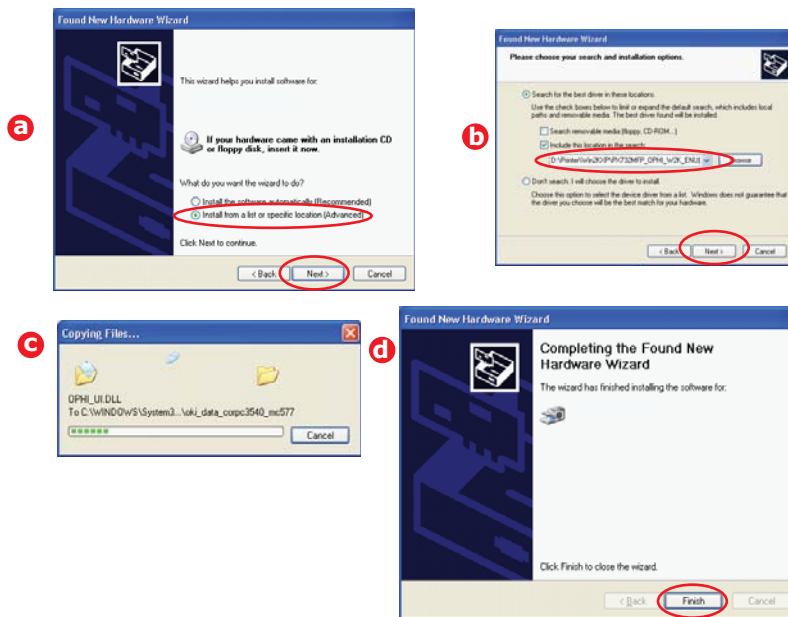 a
Found New Hardware Wizard
This wizard helps you install software for:
If your hardware came with an installation CD
or floppy disk, insert it now.
What do you want the wizard to do?
Install the software automatically (Recommended)
Install from a list or specific location (Advanced)
Click Next to continue.
< Back Next > Cancel
b
Found New Hardware Wizard
Please choose your search and installation options.
Search for the best driver in these locations.
Use the check boxes below to limit or expand the default search, which includes local
paths and removable media. The best driver found will be installed.
Search removable media (floppy, CD-ROM...)
Include this location in the search:
Don't search. I will choose the driver to install.
Choose this option to select the device driver from a list. Windows does not guarantee that
the driver you choose will be the best match for your hardware.
< Back Next > Cancel
c
Copying Files...
OPHI_UI.DLL
To C:\WINDOWS\System3...\oki_data_corpc3540_mc577
Cancel
d
Found New Hardware Wizard
Completing the Found New
Hardware Wizard
The wizard has finished installing the software for:
Click Finish to close the wizard.
< Back Finish Cancel